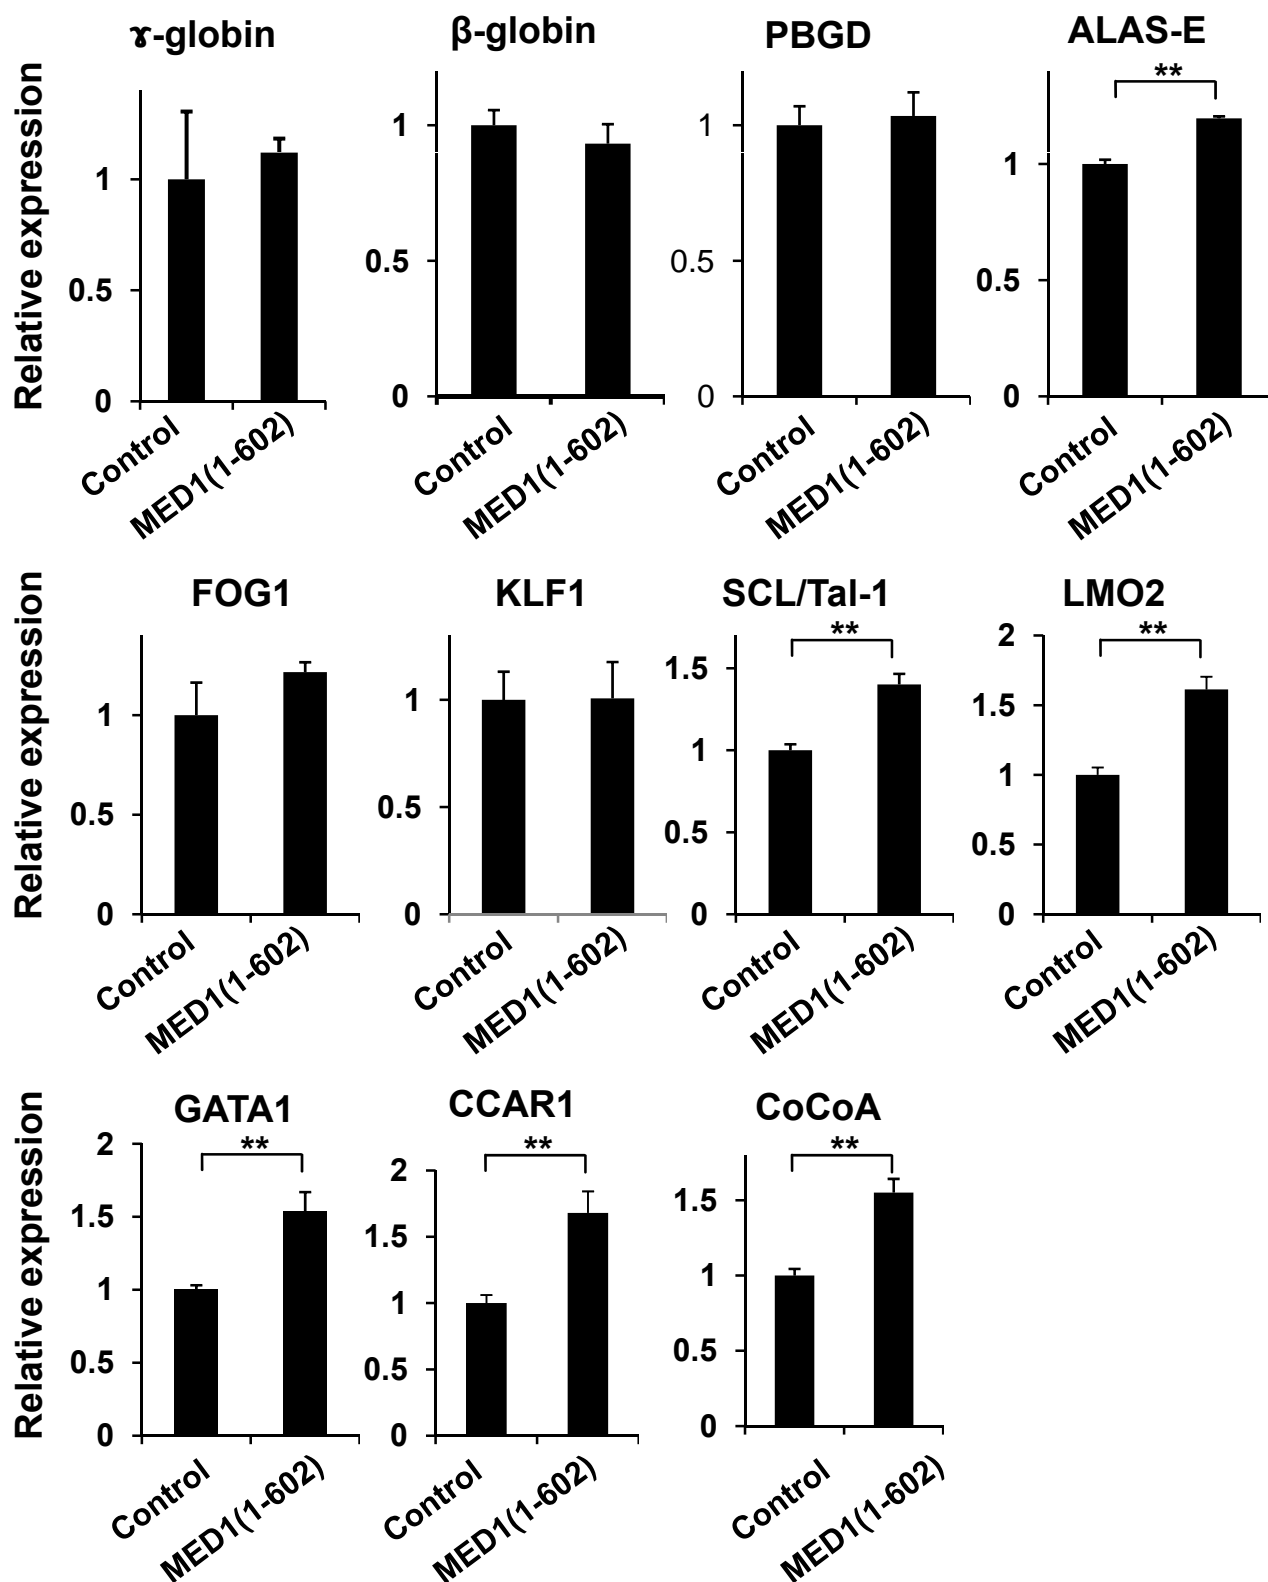 ɤ-globin
β-globin
PBGD
ALAS-E
Relative expression
1
0.5
0
Control
MED1(1-602)
1
0.5
0
Control
MED1(1-602)
1
0.5
0
Control
MED1(1-602)
**
1
0.5
0
Control
MED1(1-602)
FOG1
KLF1
SCL/Tal-1
LMO2
Relative expression
1
0.5
0
Control
MED1(1-602)
1
0.5
0
Control
MED1(1-602)
**
1.5
1
0.5
0
Control
MED1(1-602)
**
2
1.5
1
0.5
0
Control
MED1(1-602)
GATA1
CCAR1
CoCoA
Relative expression
**
2
1.5
1
0.5
0
Control
MED1(1-602)
**
2
1.5
1
0.5
0
Control
MED1(1-602)
**
1.5
1
0.5
0
Control
MED1(1-602)